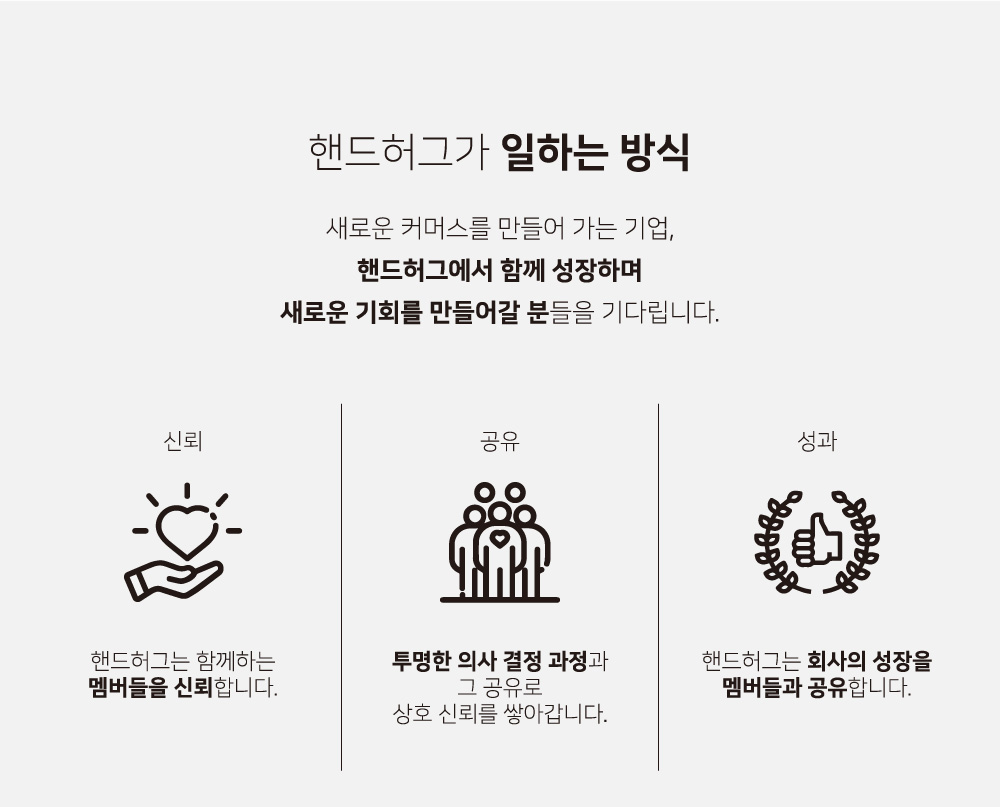 핸드허그가 일하는 방식
새로운 커머스를 만들어 가는 기업,
핸드허그에서 함께 성장하며
새로운 기회를 만들어갈 분들을 기다립니다.
신뢰
핸드허그는 함께하는
멤버들을 신뢰합니다.
공유
투명한 의사 결정 과정과
그 공유로
상호 신뢰를 쌓아갑니다.
성과
핸드허그는 회사의 성장을
멤버들과 공유합니다.